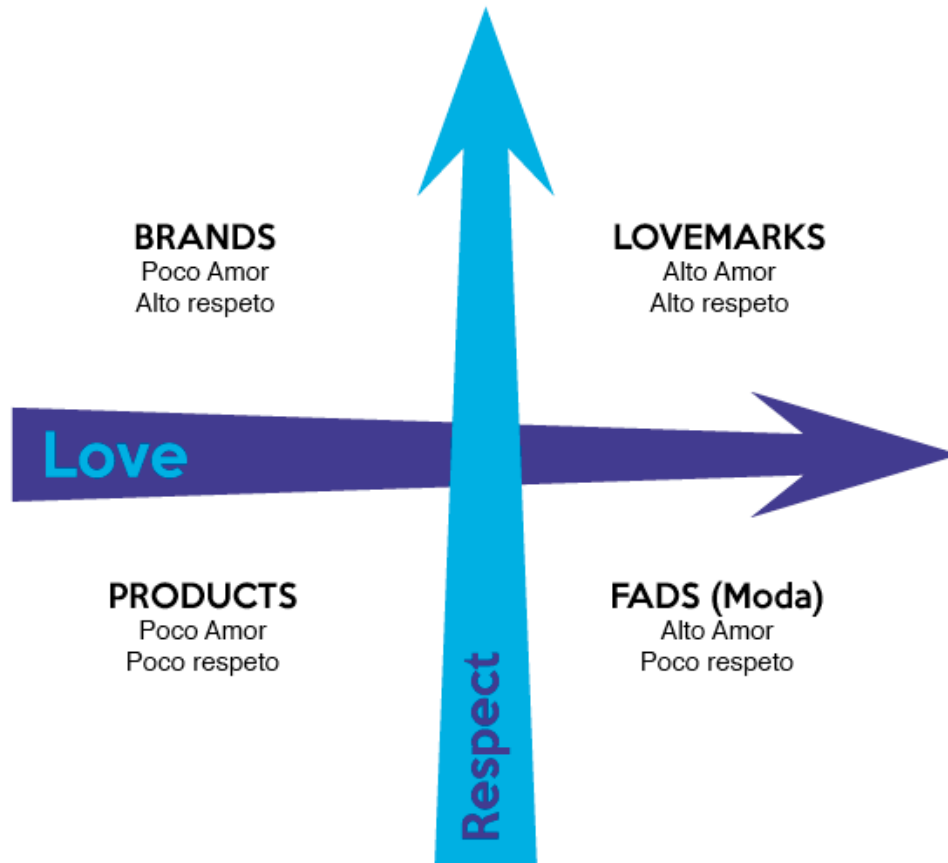 BRANDS
Poco Amor
Alto respeto
LOVEMARKS
Alto Amor
Alto respeto
Love
PRODUCTS
Poco Amor
Poco respeto
FADS (Moda)
Alto Amor
Poco respeto
Respect